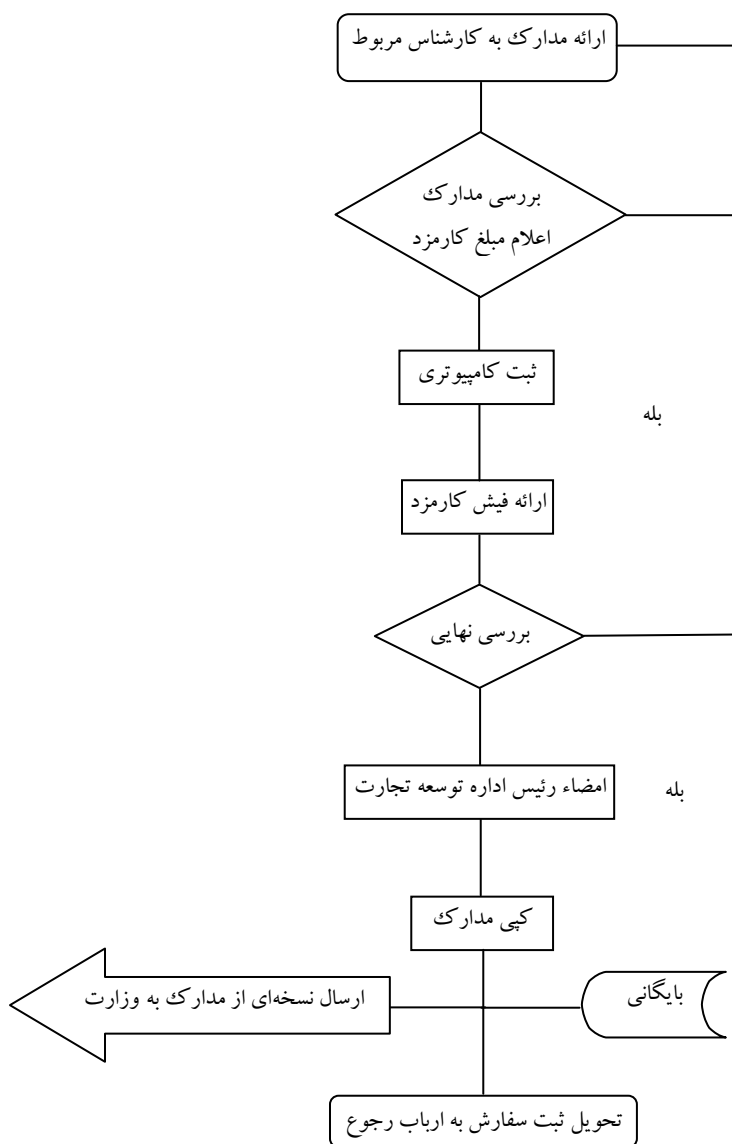 ارائه مدارک به کارشناس مربوط
بررسی مدارک
اعلام مبلغ کارمزد
ثبت کامپیوتری
بله
ارائه فیش کارمزد
بررسی نهایی
امضاء رئیس اداره توسعه تجارت
بله
کپی مدارک
بایگانی
ارسال نسخه‌ای از مدارک به وزارت
تحویل ثبت سفارش به ارباب رجوع